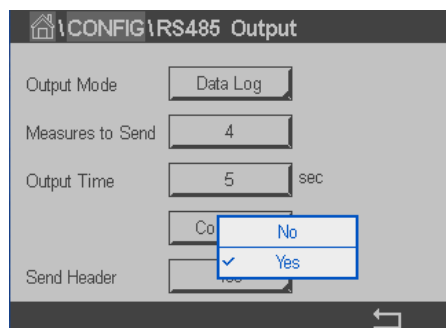 \CONFIG\RS485 Output
Output Mode Data Log
Measures to Send 4
Output Time 5 sec
Co
No
Yes
Send Header